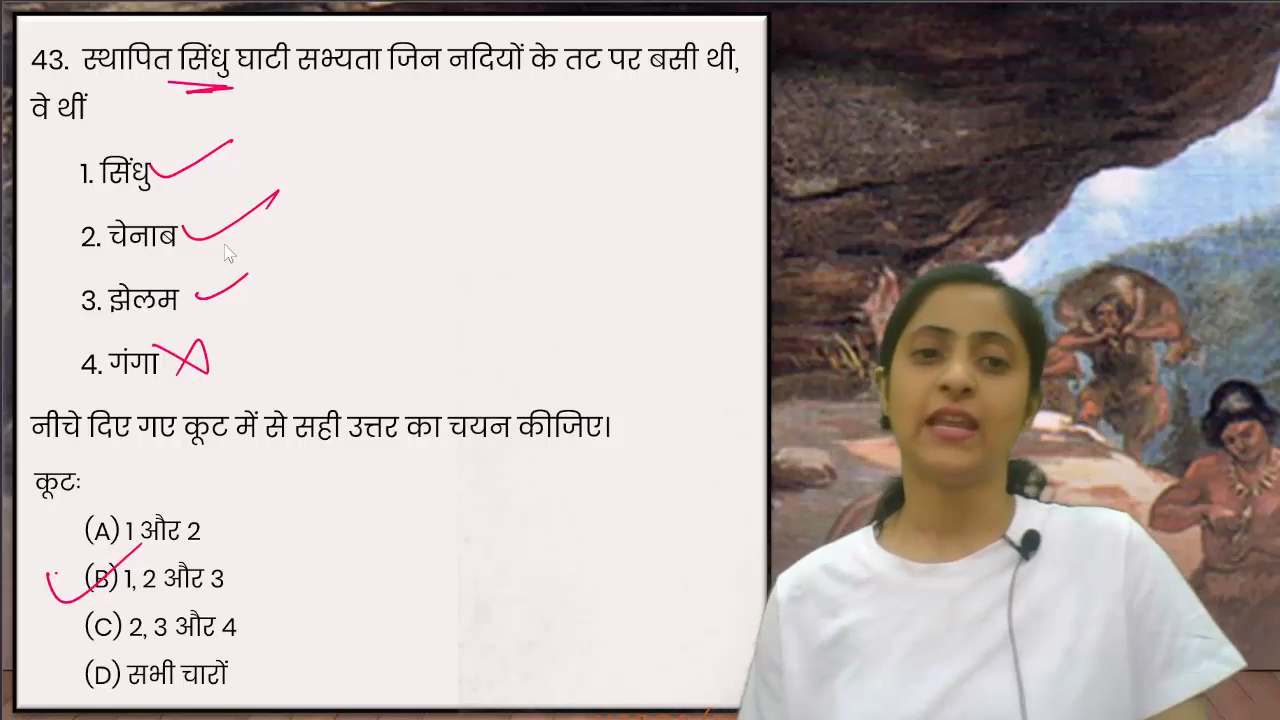 43. स्थापित सिंधु घाटी सभ्यता जिन नदियों के तट पर बसी थी,
वे थीं
1. सिंधु
2. चेनाब
3. झेलम
4. गंगा
नीचे दिए गए कूट में से सही उत्तर का चयन कीजिए।
कूटः
(A) 1 और 2
(B) 1, 2 और 3
(C) 2, 3 और 4
(D) सभी चारों